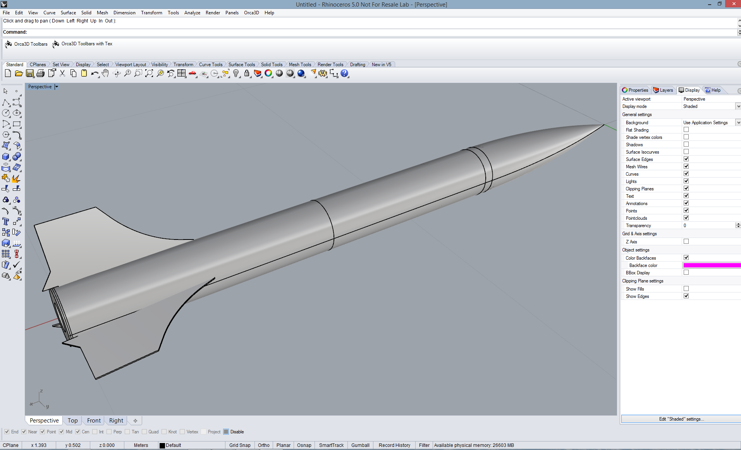 Untitled - Rhinoceros 5.0 Not For Resale Lab - [Perspective]
File Edit View Curve Surface Solid Mesh Dimension Transform Tools Analyze Render Panels Orca3D Help
Click and drag to pan ( Down Left Right Up In Out )
Command:
Orca3D Toolbars Orca3D Toolbars with Tex
Standard CPlanes Set View Display Select Viewport Layout Visibility Transform Curve Tools Surface Tools Solid Tools Mesh Tools Render Tools Drafting New in V5
Perspective
Properties Layers Display Help
Active viewport Perspective
Display mode Shaded
General settings
Background Use Application Settings
Flat Shading
Shade vertex colors
Shadows
Surface Isocurves
Surface Edges
Mesh Wires
Curves
Lights
Clipping Planes
Text
Annotations
Points
Pointclouds
Transparency 0
Grid & Axis settings
Z Axis
Object settings
Color Backfaces
Backface color
BBox Display
Clipping Plane settings
Show Fills
Show Edges
Edit "Shaded" settings...
Perspective Top Front Right
End Near Point Mid Cen Int Perp Tan Quad Knot Vertex Project Disable
CPlane x 1.393 y 0.502 z 0.000 Meters Default Grid Snap Ortho Planar Osnap SmartTrack Gumball Record History Filter Available physical memory: 26603 MB